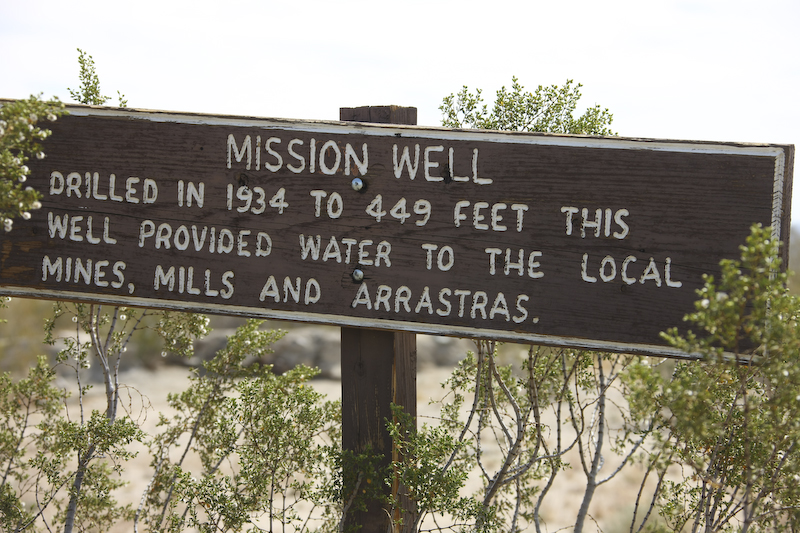 MISSION WELL
DRILLED IN 1934 TO 449 FEET THIS
WELL PROVIDED WATER TO THE LOCAL
MINES, MILLS AND ARRASTRAS.